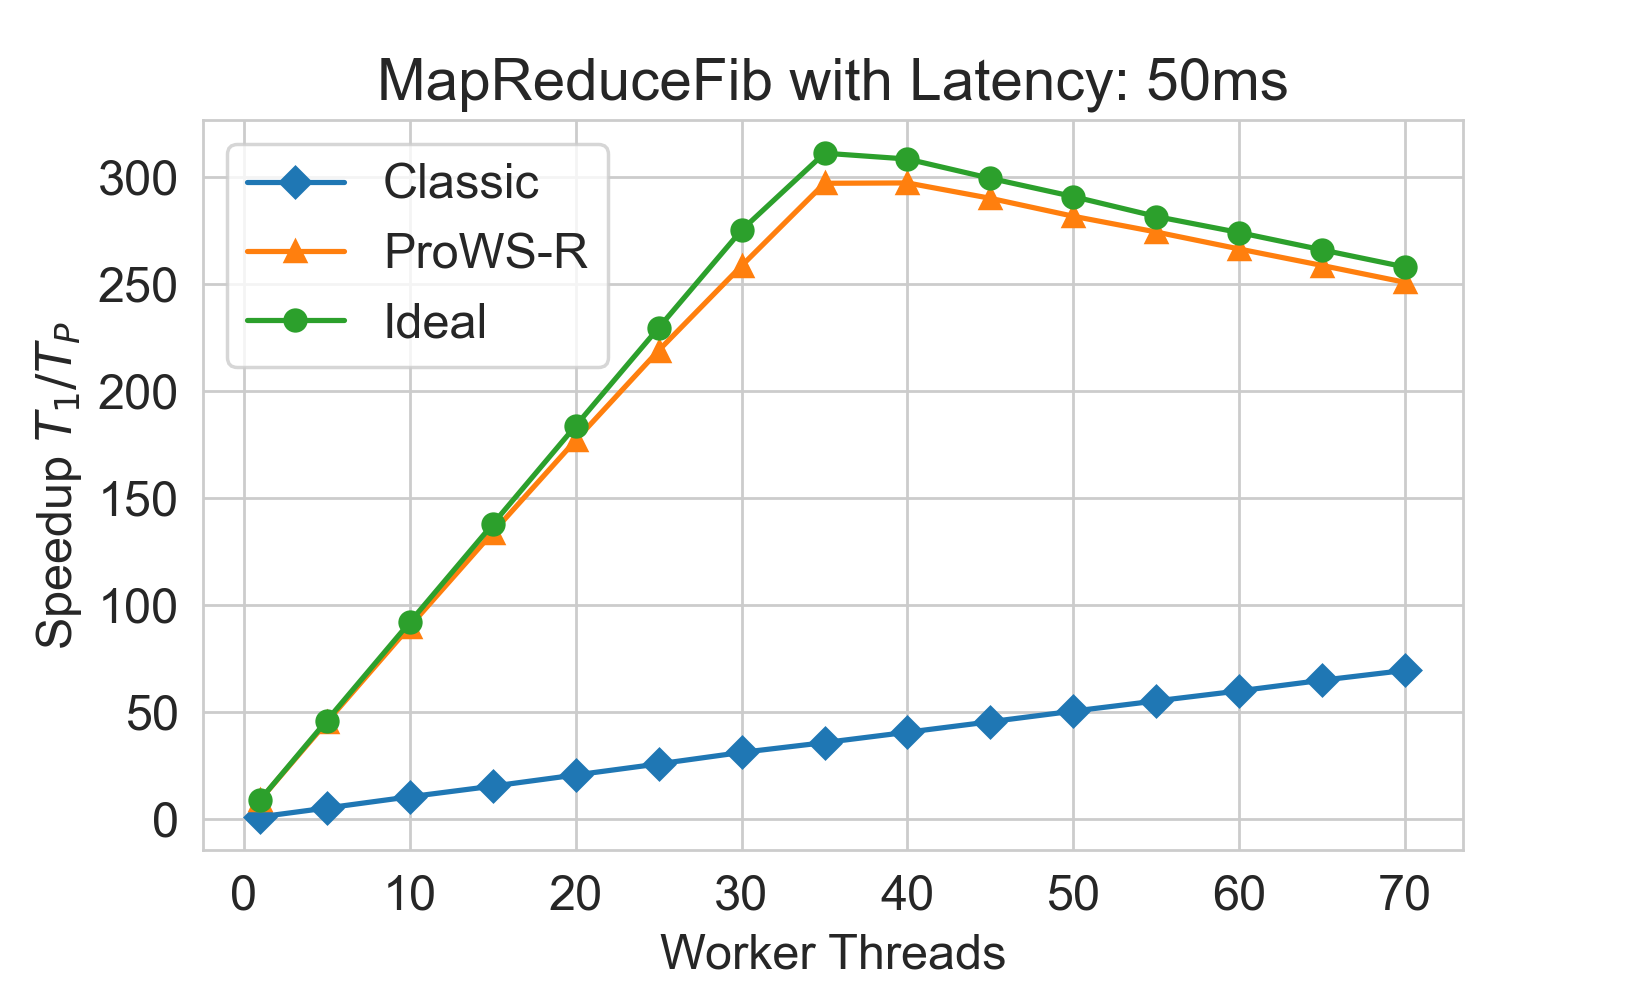 MapReduceFib with Latency: 50ms
Classic
ProWS-R
Ideal
Speedup T₁/T_P
300
250
200
150
100
50
0
0 10 20 30 40 50 60 70
Worker Threads